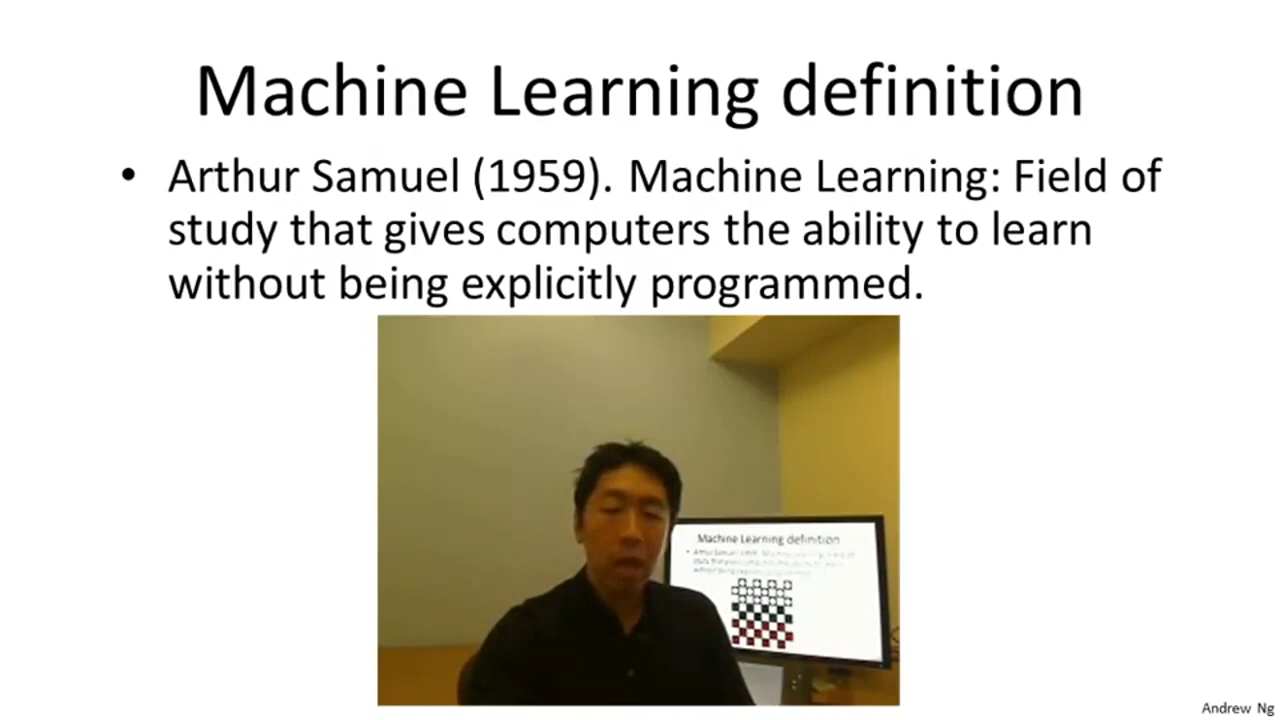 Machine Learning definition
• Arthur Samuel (1959). Machine Learning: Field of
study that gives computers the ability to learn
without being explicitly programmed.
Machine Learning definition
Andrew Ng